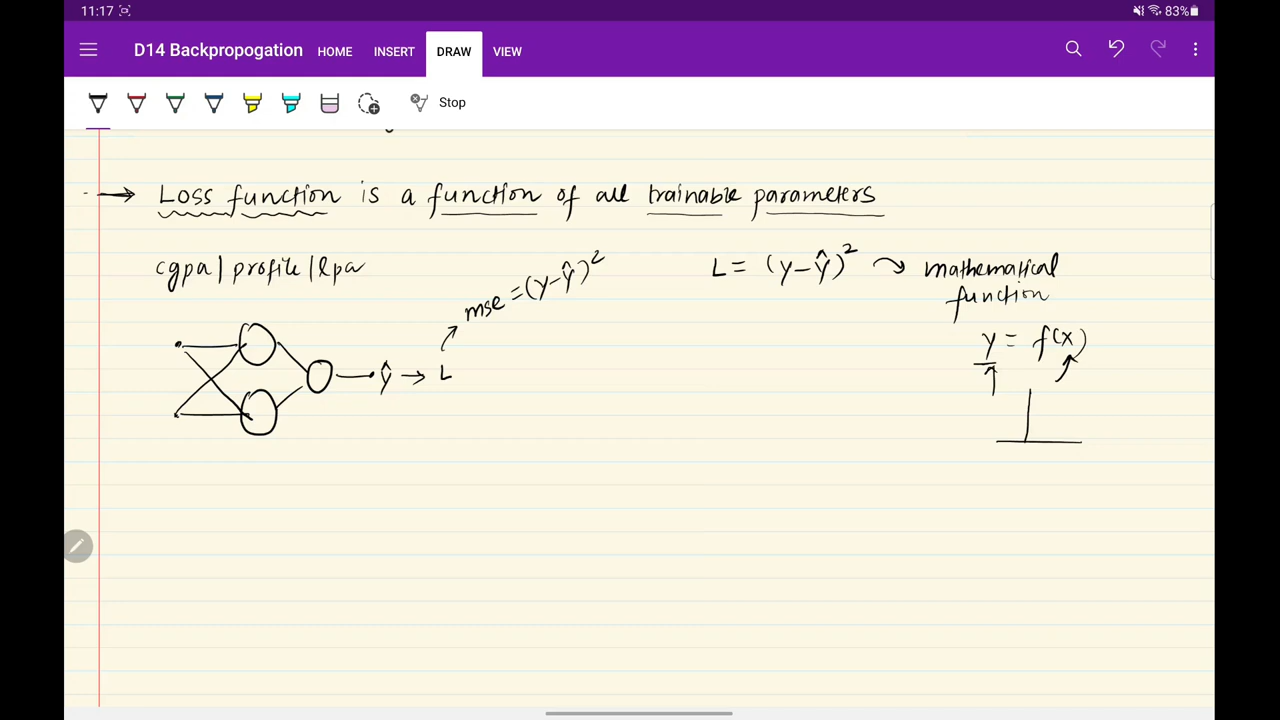 11:17 83%
D14 Backpropogation HOME INSERT DRAW VIEW
Stop
→ Loss function is a function of all trainable parameters
cgpa | profile | lpa
mse = (y-ŷ)²
L = (y-ŷ)² → mathematical
function
y = f(x)
ŷ → L